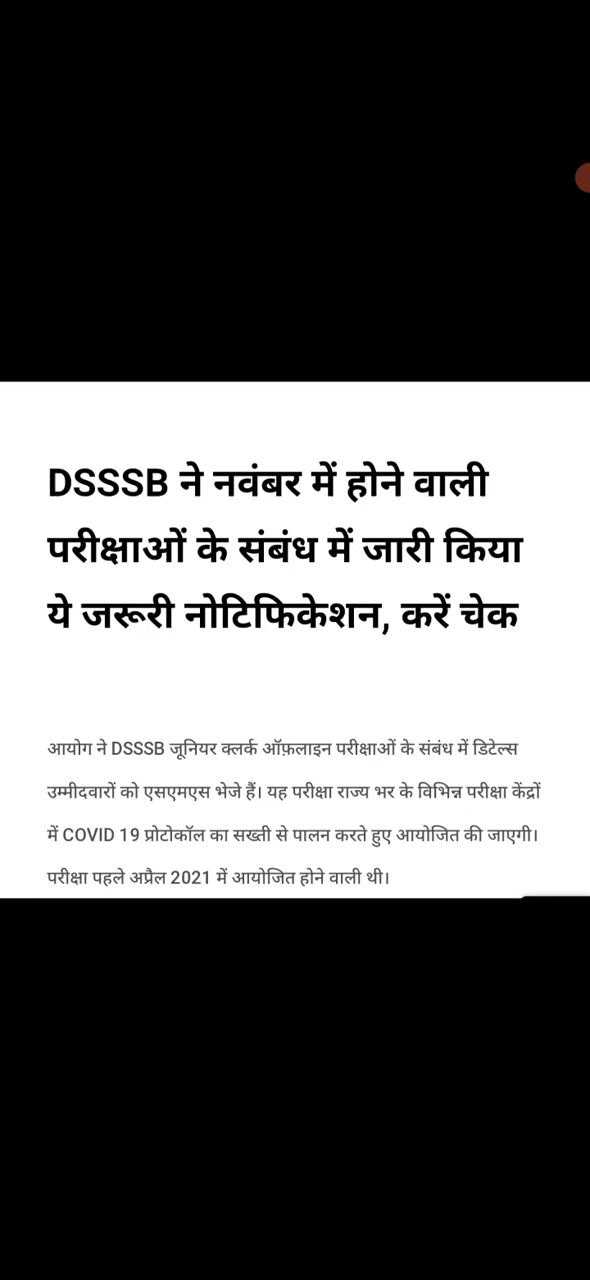 DSSSB ने नवंबर में होने वाली
परीक्षाओं के संबंध में जारी किया
ये जरूरी नोटिफिकेशन, करें चेक
आयोग ने DSSSB जूनियर क्लर्क ऑफ़लाइन परीक्षाओं के संबंध में डिटेल्स
उम्मीदवारों को एसएमएस भेजे हैं। यह परीक्षा राज्य भर के विभिन्न परीक्षा केंद्रों
में COVID 19 प्रोटोकॉल का सख्ती से पालन करते हुए आयोजित की जाएगी।
परीक्षा पहले अप्रैल 2021 में आयोजित होने वाली थी।